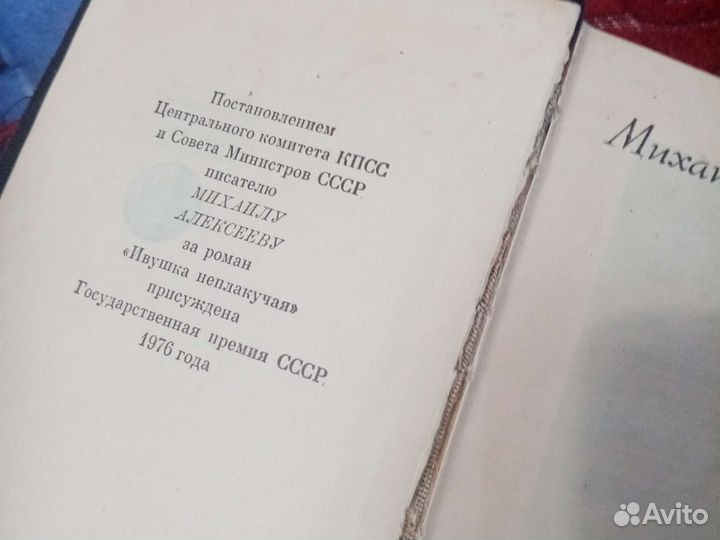 Постановлением
Центрального комитета КПСС
и Совета Министров СССР
писателю
МИХАИЛУ
АЛЕКСЕЕВУ
за роман
«Ивушка неплакучая»
присуждена
Государственная премия СССР
1976 года
Михаи
Avito